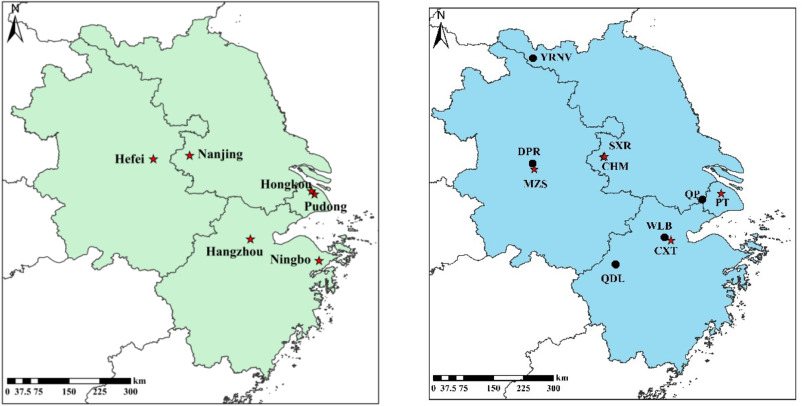 N
Hefei
Nanjing
Hongkou
Pudong
Hangzhou
Ningbo
km
0 37.5 75 150 225 300
N
YRNV
DPR
SXR
CHM
MZS
QP
PT
WLB
CXT
QDL
km
0 37.5 75 150 225 300